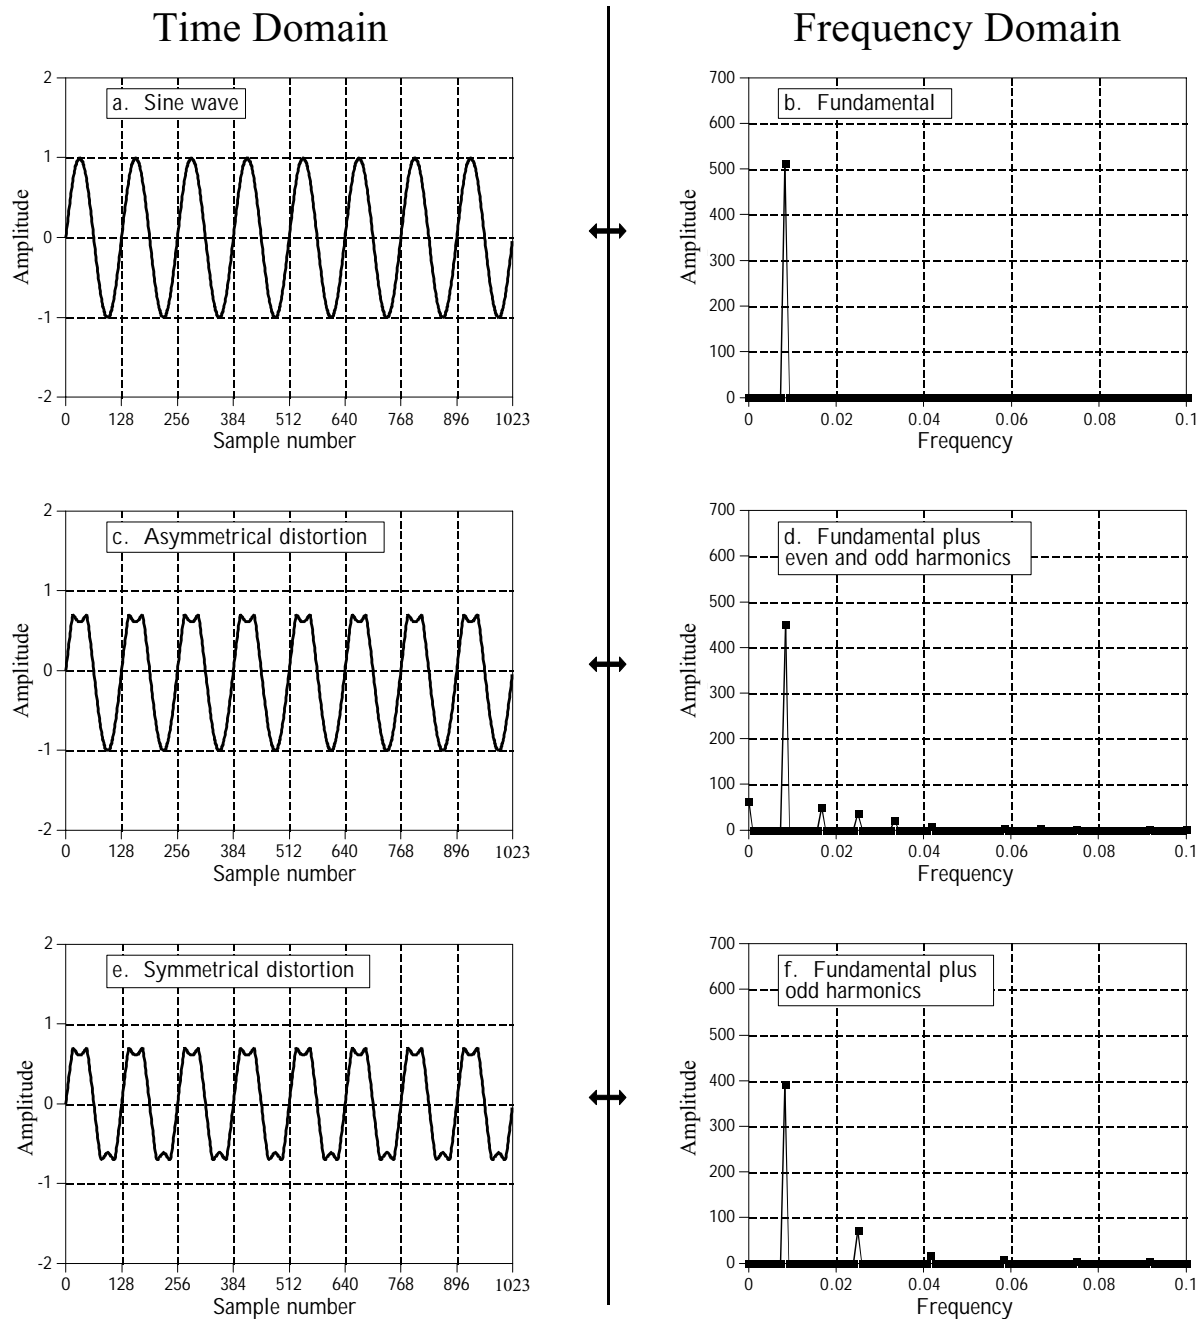 Time Domain
Frequency Domain
a. Sine wave
2
1
0
-1
-2
Amplitude
0 128 256 384 512 640 768 896 1023
Sample number
b. Fundamental
700
600
500
400
300
200
100
0
Amplitude
0 0.02 0.04 0.06 0.08 0.1
Frequency
c. Asymmetrical distortion
2
1
0
-1
-2
Amplitude
0 128 256 384 512 640 768 896 1023
Sample number
d. Fundamental plus
even and odd harmonics
700
600
500
400
300
200
100
0
Amplitude
0 0.02 0.04 0.06 0.08 0.1
Frequency
e. Symmetrical distortion
2
1
0
-1
-2
Amplitude
0 128 256 384 512 640 768 896 1023
Sample number
f. Fundamental plus
odd harmonics
700
600
500
400
300
200
100
0
Amplitude
0 0.02 0.04 0.06 0.08 0.1
Frequency